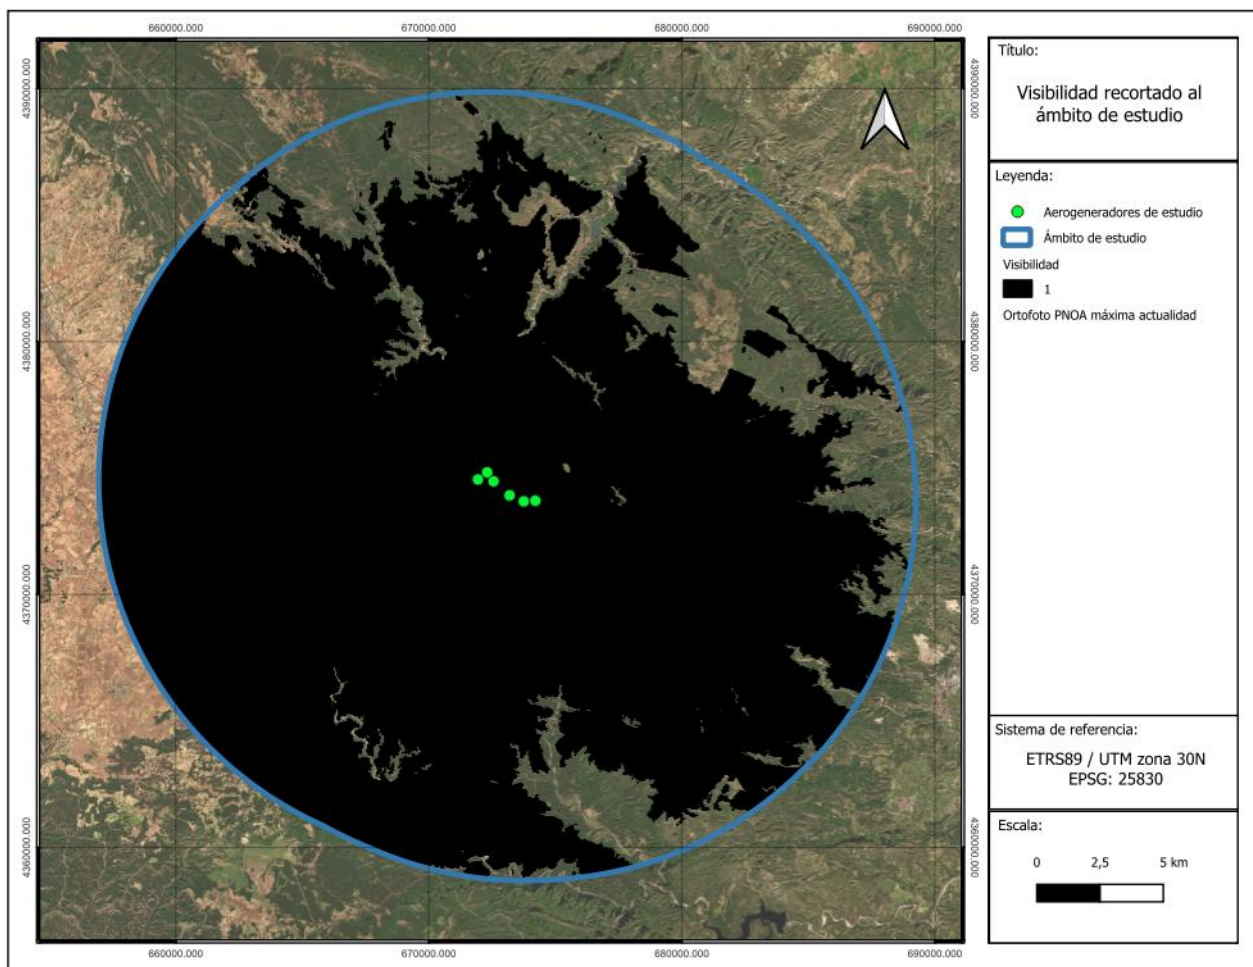 660000.000 670000.000 680000.000 690000.000
4390000.000 4390000.000
4380000.000 4380000.000
4370000.000 4370000.000
4360000.000 4360000.000
660000.000 670000.000 680000.000 690000.000
Título:
Visibilidad recortado al
ámbito de estudio
Leyenda:
Aerogeneradores de estudio
Ámbito de estudio
Visibilidad
1
Ortofoto PNOA máxima actualidad
Sistema de referencia:
ETRS89 / UTM zona 30N
EPSG: 25830
Escala:
0 2,5 5 km